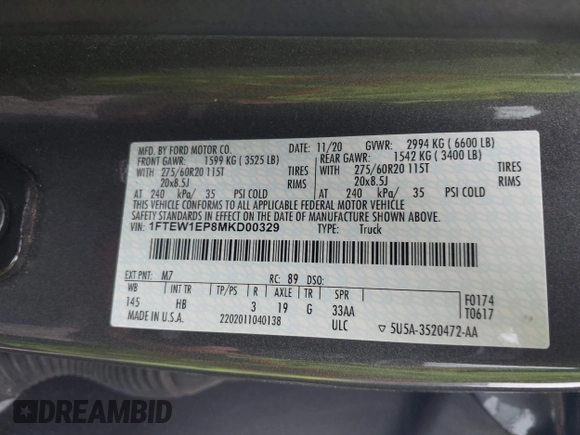 MFD. BY FORD MOTOR CO. 11/20 GVWR: 2994 KG ( 6600 LB)
FRONT GAWR: 1599 KG ( 3525 LB) REAR GAWR: 1542 KG ( 3400 LB)
WITH 275/60R20 115T TIRES WITH 275/60R20 115T TIRES
20x8.5J RIMS 20x8.5J RIMS
AT 240 kPa/ 35 PSI COLD AT 240 kPa/ 35 PSI COLD
THIS VEHICLE CONFORMS TO ALL APPLICABLE FEDERAL MOTOR VEHICLE
SAFETY AND THEFT PREVENTION STANDARDS IN EFFECT ON THE DATE OF MANUFACTURE SHOWN ABOVE.
VIN: 1FTEW1EP8MKD00329 TYPE: Truck
EXT PNT: M7 RC: 89 DSO:
WB INT TR TP/PS R AXLE TR SPR F0174
145 HB 3 19 G 33AA T0617
MADE IN U.S.A. 2202011040138 ULC ▽ 5U5A-3520472-AA
DREAMBID